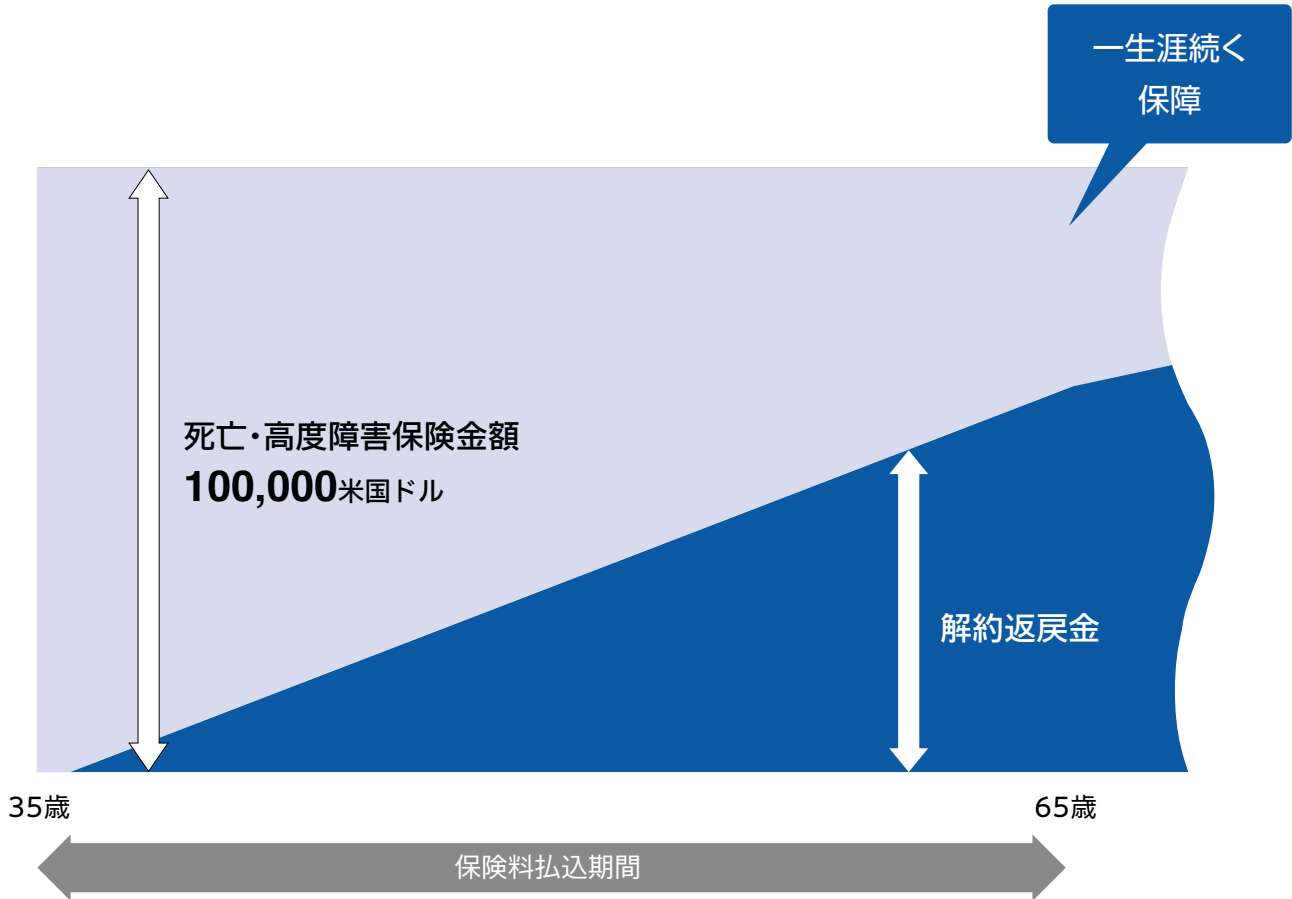 一生涯続く
保障
死亡・高度障害保険金額
100,000米国ドル
解約返戻金
35歳
65歳
保険料払込期間